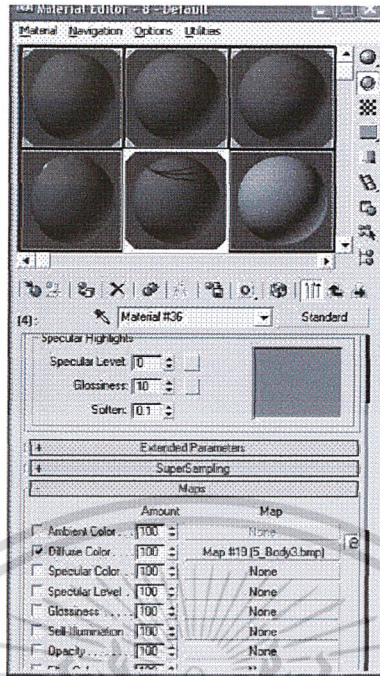 Material Editor - 8 - Default
Material Navigation Options Utilities
[4]: Material #36 Standard
Specular Highlights
Specular Level: 0
Glossiness: 10
Soften: 0.1
+ Extended Parameters
+ SuperSampling
- Maps
Amount Map
Ambient Color . . . 100 None
Diffuse Color . . . 100 Map #19 (5_Body3.bmp)
Specular Color . 100 None
Specular Level . 100 None
Glossiness . . . . . 100 None
Self-Illumination . 100 None
Opacity . . . . . 100 None